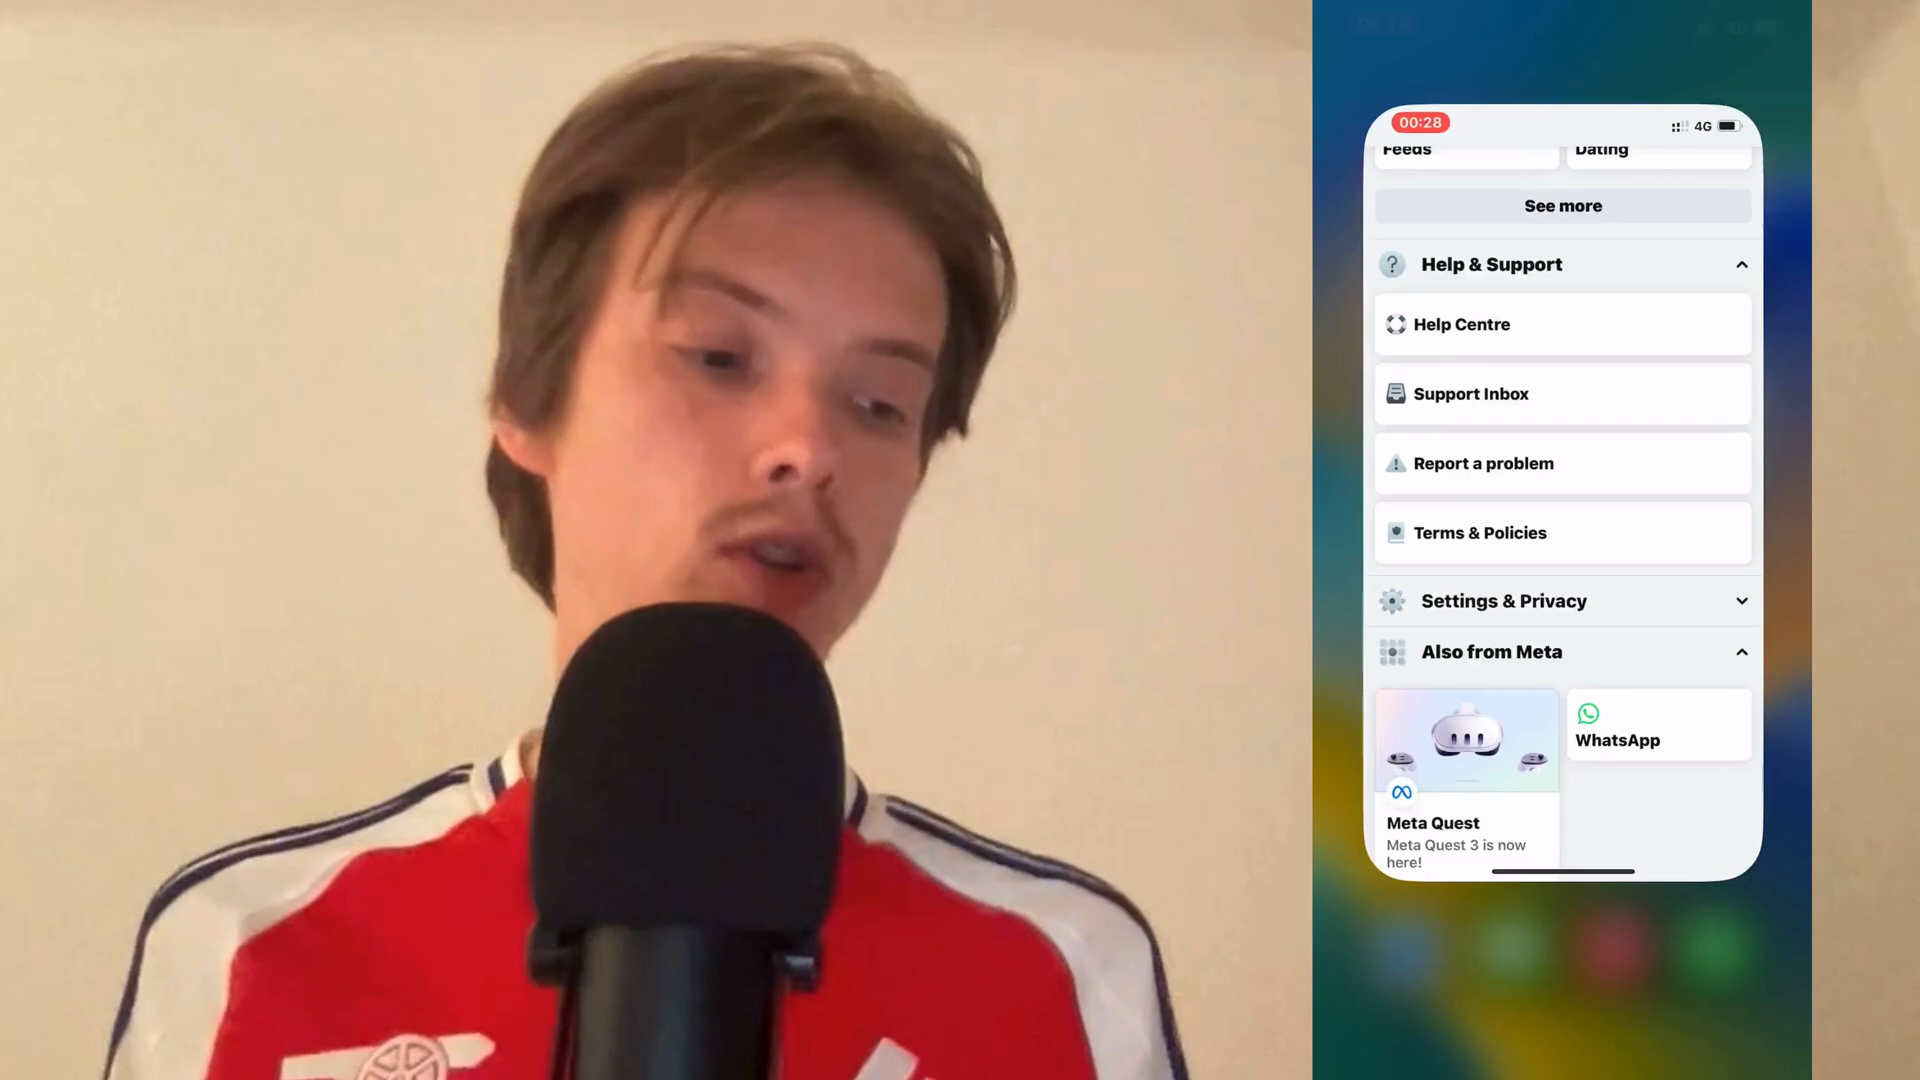 00:28
4G
Feeds
Dating
See more
Help & Support
Help Centre
Support Inbox
Report a problem
Terms & Policies
Settings & Privacy
Also from Meta
WhatsApp
Meta Quest
Meta Quest 3 is now
here!